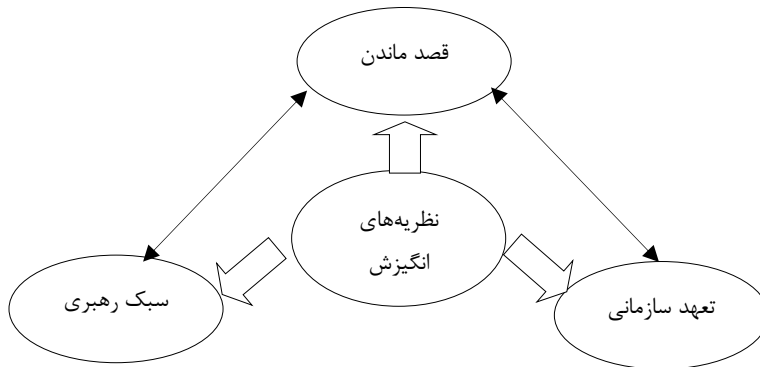 قصد ماندن
نظریه‌های
انگیزش
سبک رهبری
تعهد سازمانی